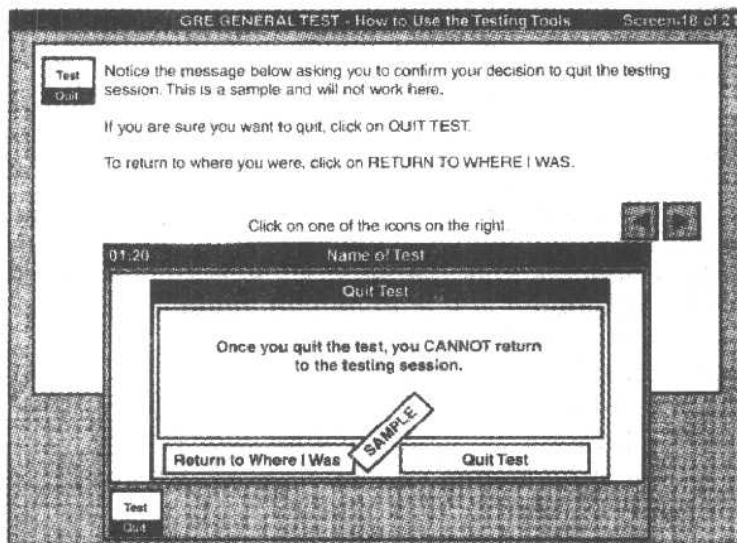 GRE GENERAL TEST - How to Use the Testing Tools Screen 18 of 21
Test
Quit
Notice the message below asking you to confirm your decision to quit the testing
session. This is a sample and will not work here.
If you are sure you want to quit, click on QUIT TEST.
To return to where you were, click on RETURN TO WHERE I WAS.
Click on one of the icons on the right
01:20 Name of Test
Quit Test
Once you quit the test, you CANNOT return
to the testing session.
SAMPLE
Return to Where I Was Quit Test
Test
Quit